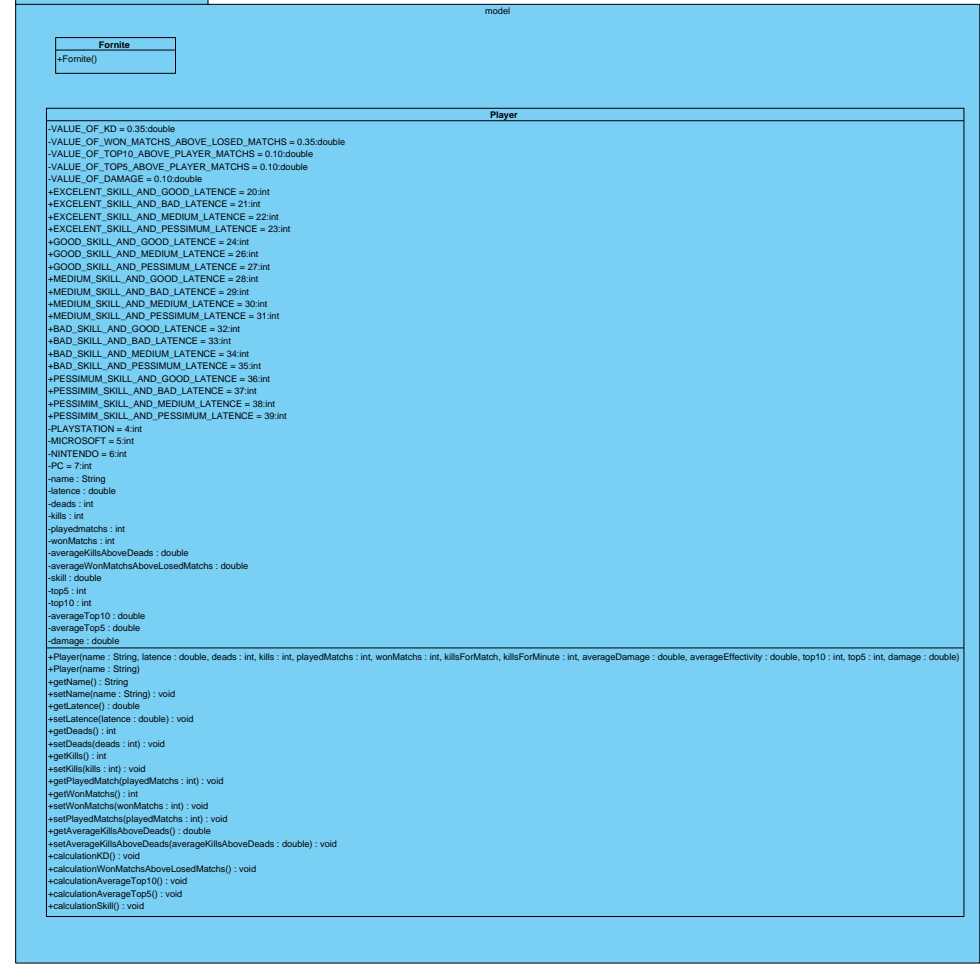 model
Fornite
+Fornite()
Player
-VALUE_OF_KD = 0.35:double
-VALUE_OF_WON_MATCHS_ABOVE_LOSED_MATCHS = 0.35:double
-VALUE_OF_TOP10_ABOVE_PLAYER_MATCHS = 0.10:double
-VALUE_OF_TOP5_ABOVE_PLAYER_MATCHS = 0.10:double
-VALUE_OF_DAMAGE = 0.10:double
+EXCELENT_SKILL_AND_GOOD_LATENCE = 20:int
+EXCELENT_SKILL_AND_BAD_LATENCE = 21:int
+EXCELENT_SKILL_AND_MEDIUM_LATENCE = 22:int
+EXCELENT_SKILL_AND_PESSIMUM_LATENCE = 23:int
+GOOD_SKILL_AND_GOOD_LATENCE = 24:int
+GOOD_SKILL_AND_MEDIUM_LATENCE = 26:int
+GOOD_SKILL_AND_PESSIMUM_LATENCE = 27:int
+MEDIUM_SKILL_AND_GOOD_LATENCE = 28:int
+MEDIUM_SKILL_AND_BAD_LATENCE = 29:int
+MEDIUM_SKILL_AND_MEDIUM_LATENCE = 30:int
+MEDIUM_SKILL_AND_PESSIMUM_LATENCE = 31:int
+BAD_SKILL_AND_GOOD_LATENCE = 32:int
+BAD_SKILL_AND_BAD_LATENCE = 33:int
+BAD_SKILL_AND_MEDIUM_LATENCE = 34:int
+BAD_SKILL_AND_PESSIMUM_LATENCE = 35:int
+PESSIMUM_SKILL_AND_GOOD_LATENCE = 36:int
+PESSIMIM_SKILL_AND_BAD_LATENCE = 37:int
+PESSIMIM_SKILL_AND_MEDIUM_LATENCE = 38:int
+PESSIMIM_SKILL_AND_PESSIMUM_LATENCE = 39:int
-PLAYSTATION = 4:int
-MICROSOFT = 5:int
-NINTENDO = 6:int
-PC = 7:int
-name : String
-latence : double
-deads : int
-kills : int
-playedmatchs : int
-wonMatchs : int
-averageKillsAboveDeads : double
-averageWonMatchsAboveLosedMatchs : double
-skill : double
-top5 : int
-top10 : int
-averageTop10 : double
-averageTop5 : double
-damage : double
+Player(name : String, latence : double, deads : int, kills : int, playedMatchs : int, wonMatchs : int, killsForMatch, killsForMinute : int, averageDamage : double, averageEffectivity : double, top10 : int, top5 : int, damage : double)
+Player(name : String)
+getName() : String
+setName(name : String) : void
+getLatence() : double
+setLatence(latence : double) : void
+getDeads() : int
+setDeads(deads : int) : void
+getKills() : int
+setKills(kills : int) : void
+getPlayedMatch(playedMatchs : int) : void
+getWonMatchs() : int
+setWonMatchs(wonMatchs : int) : void
+setPlayedMatchs(playedMatchs : int) : void
+getAverageKillsAboveDeads() : double
+setAverageKillsAboveDeads(averageKillsAboveDeads : double) : void
+calculationKD() : void
+calculationWonMatchsAboveLosedMatchs() : void
+calculationAverageTop10() : void
+calculationAverageTop5() : void
+calculationSkill() : void